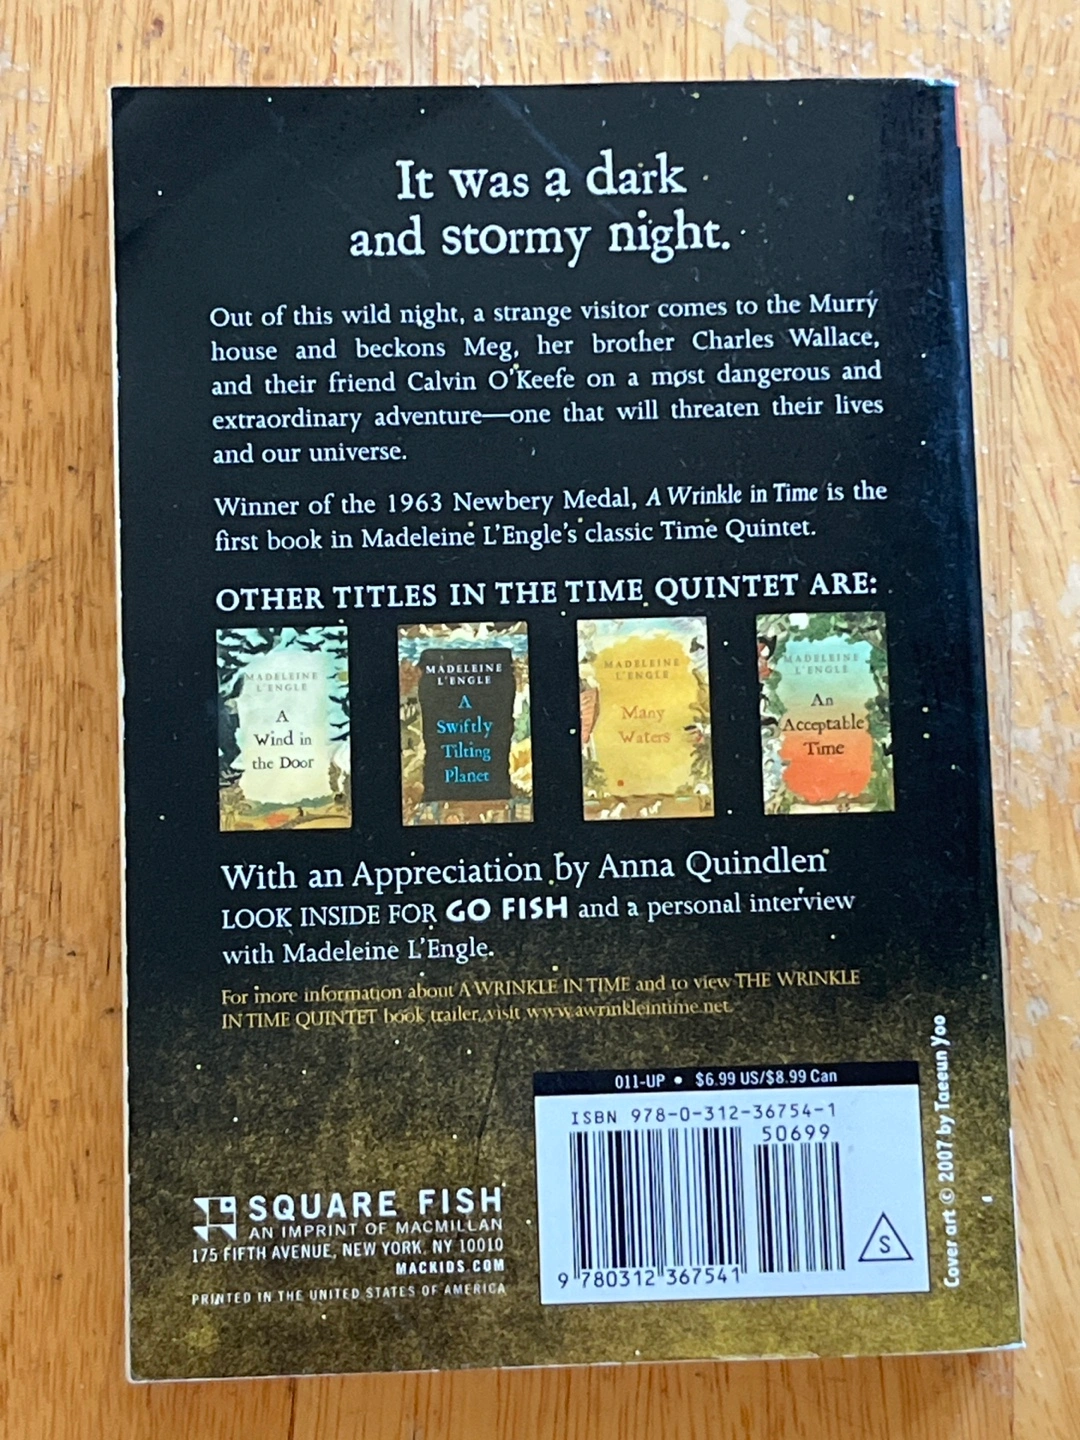 It was a dark
and stormy night.
Out of this wild night, a strange visitor comes to the Murry
house and beckons Meg, her brother Charles Wallace,
and their friend Calvin O'Keefe on a most dangerous and
extraordinary adventure—one that will threaten their lives
and our universe.
Winner of the 1963 Newbery Medal, A Wrinkle in Time is the
first book in Madeleine L'Engle's classic Time Quintet.
OTHER TITLES IN THE TIME QUINTET ARE:
MADELEINE
L'ENGLE
A
Wind in
the Door
MADELEINE
L'ENGLE
A
Swiftly
Tilting
Planet
MADELEINE
L'ENGLE
Many
Waters
MADELEINE
L'ENGLE
An
Acceptable
Time
With an Appreciation by Anna Quindlen
LOOK INSIDE FOR GO FISH and a personal interview
with Madeleine L'Engle.
For more information about A WRINKLE IN TIME and to view THE WRINKLE
IN TIME QUINTET book trailer, visit www.awrinkleintime.net.
011-UP • $6.99 US/$8.99 Can
ISBN 978-0-312-36754-1
50699
9 780312 367541
S
SQUARE FISH
AN IMPRINT OF MACMILLAN
175 FIFTH AVENUE, NEW YORK, NY 10010
MACKIDS.COM
PRINTED IN THE UNITED STATES OF AMERICA
Cover art © 2007 by Taeeun Yoo